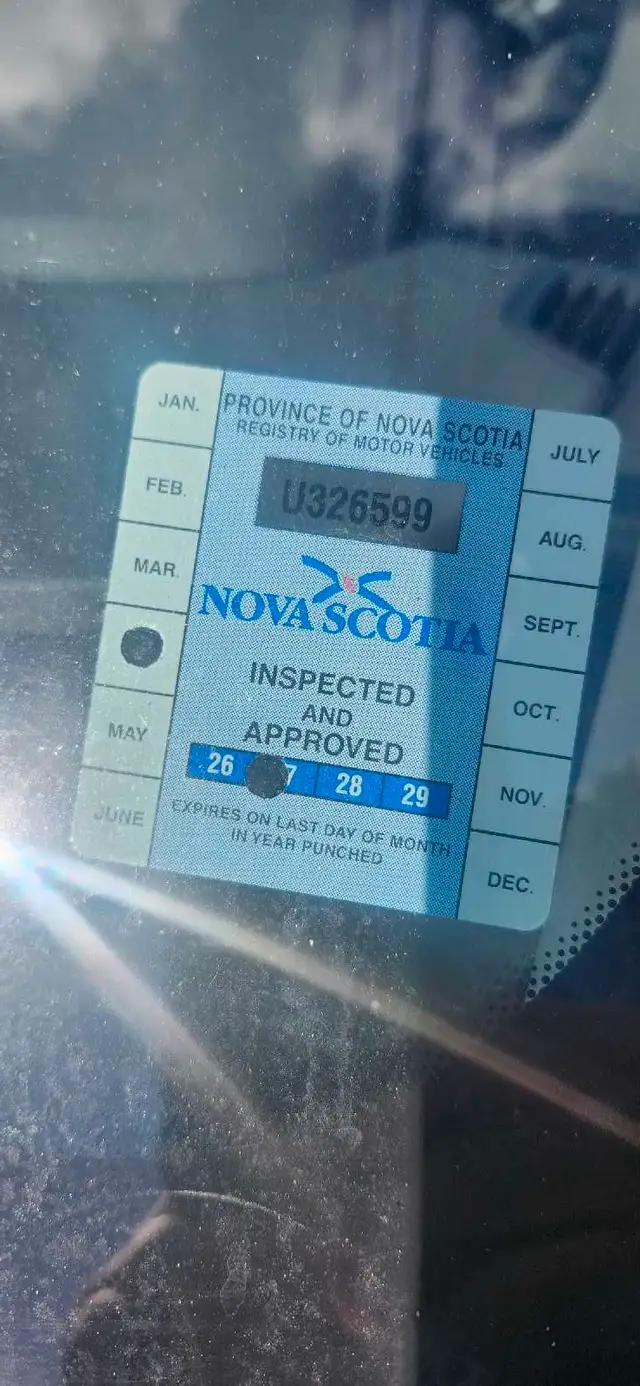 JAN.
FEB.
MAR.
MAY
JUNE
PROVINCE OF NOVA SCOTIA
REGISTRY OF MOTOR VEHICLES
U326599
NOVA SCOTIA
INSPECTED
AND
APPROVED
26 7 28 29
EXPIRES ON LAST DAY OF MONTH
IN YEAR PUNCHED
JULY
AUG.
SEPT.
OCT.
NOV.
DEC.